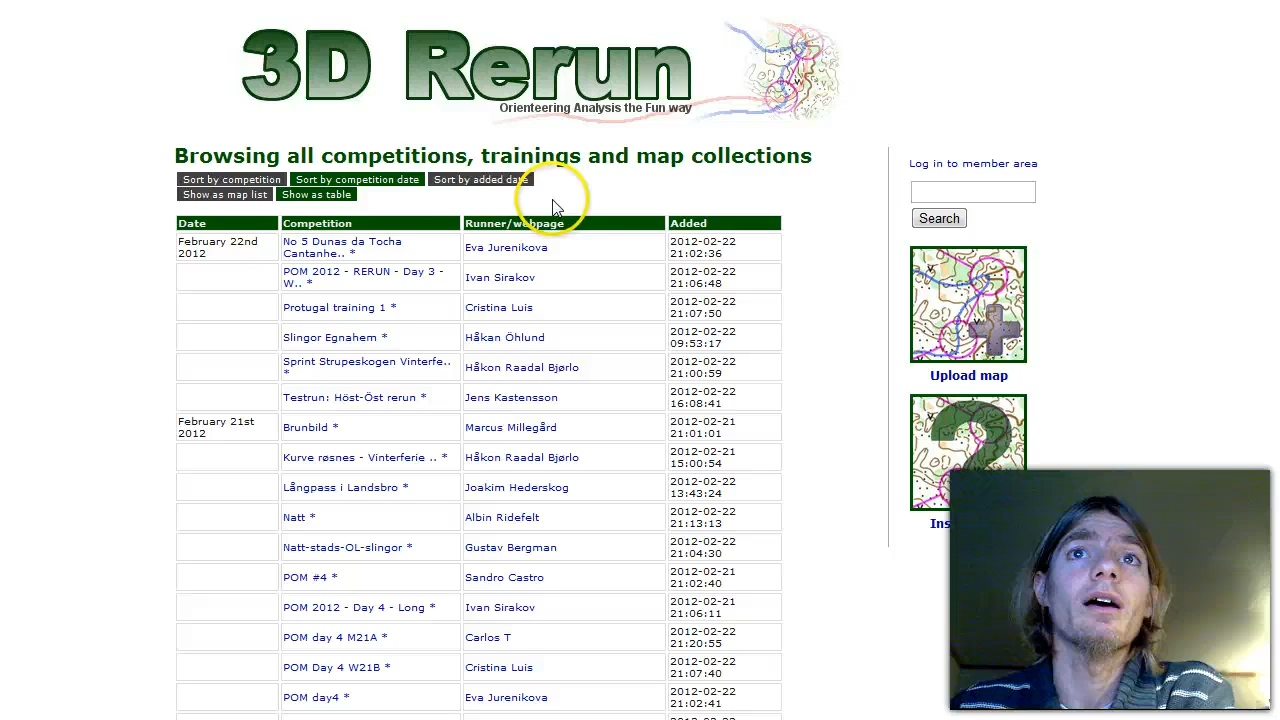 3D Rerun
Orienteering Analysis the Fun way
Browsing all competitions, trainings and map collections
Sort by competition Sort by competition date Sort by added date
Show as map list Show as table
Log in to member area
Search
Date Competition Runner/webpage Added
February 22nd 2012 No 5 Dunas da Tocha Cantanhe.. * Eva Jurenikova 2012-02-22 21:02:36
POM 2012 - RERUN - Day 3 - W.. * Ivan Sirakov 2012-02-22 21:06:48
Protugal training 1 * Cristina Luis 2012-02-22 21:07:50
Slingor Egnahem * Håkan Öhlund 2012-02-22 09:53:17
Sprint Strupeskogen Vinterfe.. * Håkon Raadal Bjørlo 2012-02-22 21:00:59
Testrun: Höst-Öst rerun * Jens Kastensson 2012-02-22 16:08:41
February 21st 2012 Brunbild * Marcus Millegård 2012-02-21 21:01:01
Kurve røsnes - Vinterferie .. * Håkon Raadal Bjørlo 2012-02-21 15:00:54
Långpass i Landsbro * Joakim Hederskog 2012-02-22 13:43:24
Natt * Albin Ridefelt 2012-02-22 21:13:13
Natt-stads-OL-slingor * Gustav Bergman 2012-02-22 21:04:30
POM #4 * Sandro Castro 2012-02-21 21:02:40
POM 2012 - Day 4 - Long * Ivan Sirakov 2012-02-21 21:06:11
POM day 4 M21A * Carlos T 2012-02-22 21:20:55
POM Day 4 W21B * Cristina Luis 2012-02-22 21:07:40
POM day4 * Eva Jurenikova 2012-02-22 21:02:41
Upload map
Ins